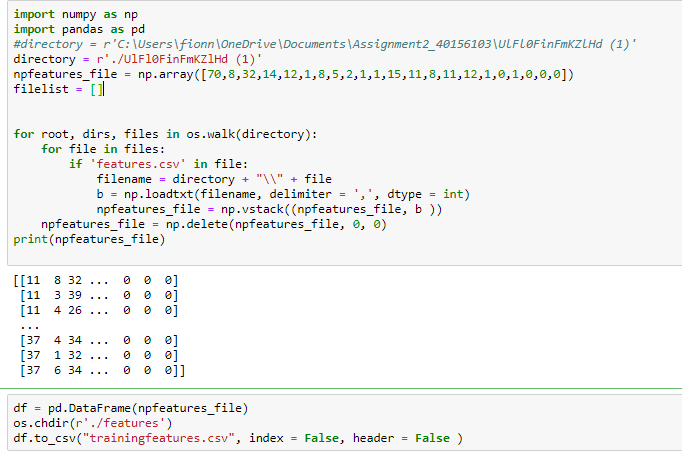 import numpy as np
import pandas as pd
#directory = r'C:\Users\fionn\OneDrive\Documents\Assignment2_40156103\UlFl0FinFmKZlHd (1)'
directory = r'./UlFl0FinFmKZlHd (1)'
npfeatures_file = np.array([70,8,32,14,12,1,8,5,2,1,1,15,11,8,11,12,1,0,1,0,0,0])
filelist = []
for root, dirs, files in os.walk(directory):
    for file in files:
        if 'features.csv' in file:
            filename = directory + "\\" + file
            b = np.loadtxt(filename, delimiter = ',', dtype = int)
            npfeatures_file = np.vstack((npfeatures_file, b ))
    npfeatures_file = np.delete(npfeatures_file, 0, 0)
print(npfeatures_file)
[[11  8 32 ...  0  0  0]
 [11  3 39 ...  0  0  0]
 [11  4 26 ...  0  0  0]
 ...
 [37  4 34 ...  0  0  0]
 [37  1 32 ...  0  0  0]
 [37  6 34 ...  0  0  0]]
df = pd.DataFrame(npfeatures_file)
os.chdir(r'./features')
df.to_csv("trainingfeatures.csv", index = False, header = False )